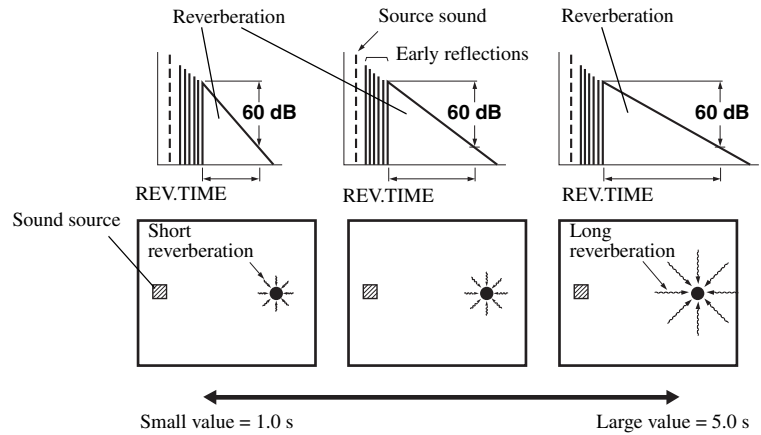 Reverberation
Source sound
Reverberation
Early reflections
60 dB
60 dB
60 dB
REV.TIME
REV.TIME
REV.TIME
Sound source
Short
reverberation
Long
reverberation
Small value = 1.0 s
Large value = 5.0 s